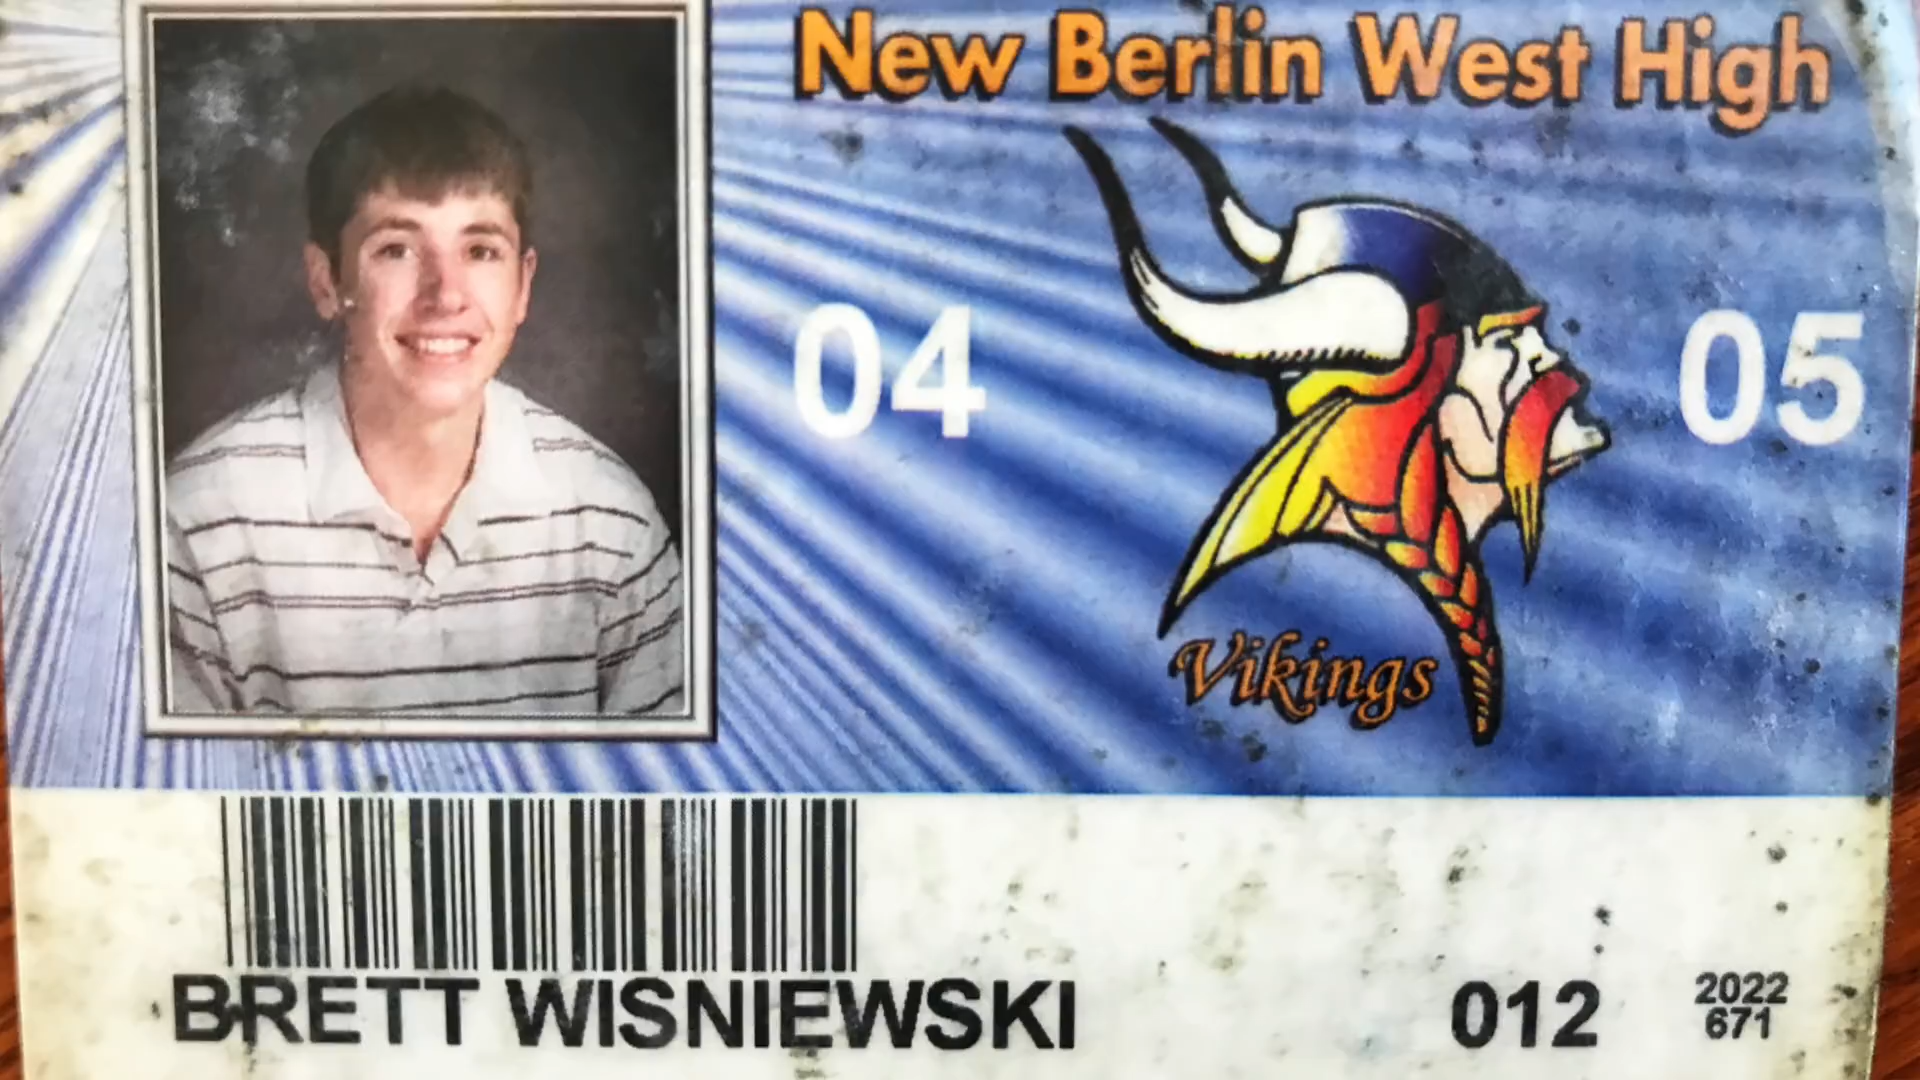 New Berlin West High
04 05
Vikings
BRETT WISNIEWSKI 012 2022
671